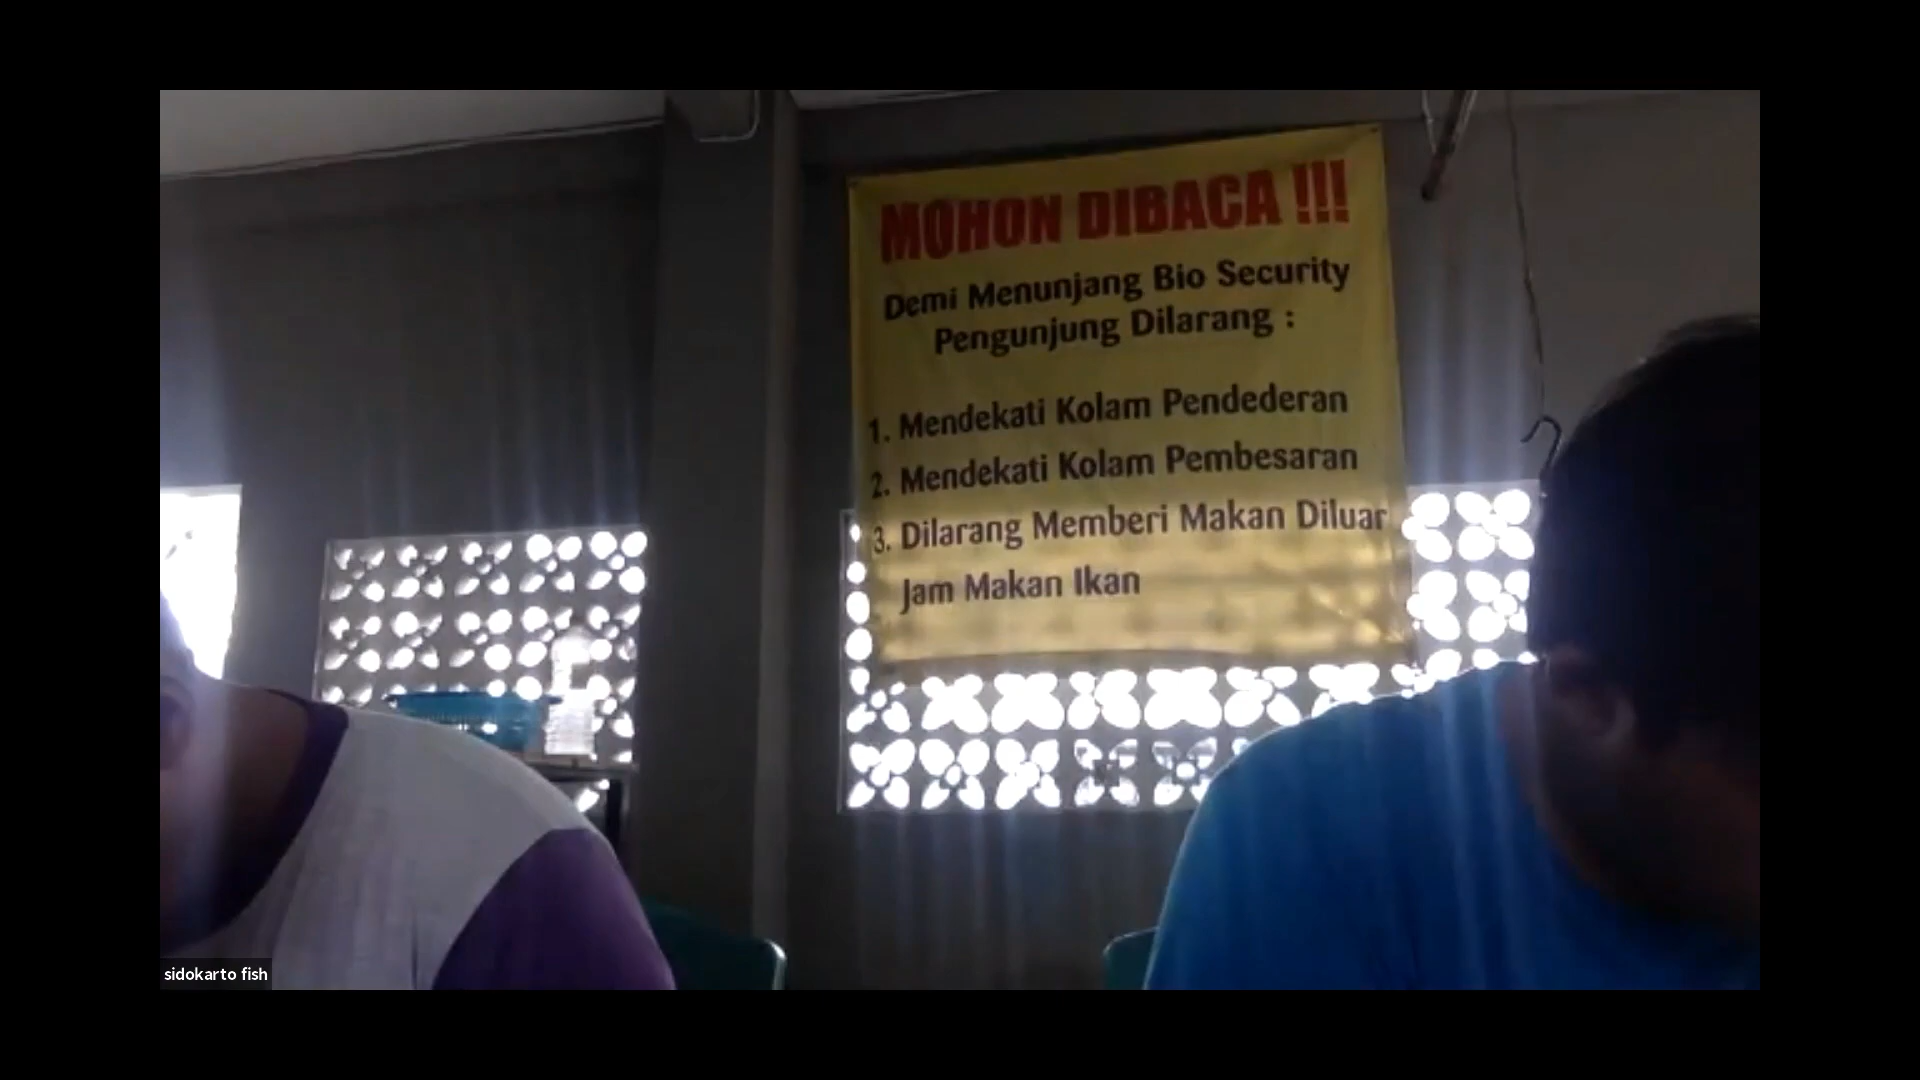 MOHON DIBACA !!!
Demi Menunjang Bio Security
Pengunjung Dilarang :
1. Mendekati Kolam Pendederan
2. Mendekati Kolam Pembesaran
3. Dilarang Memberi Makan Diluar
Jam Makan Ikan
sidokarto fish